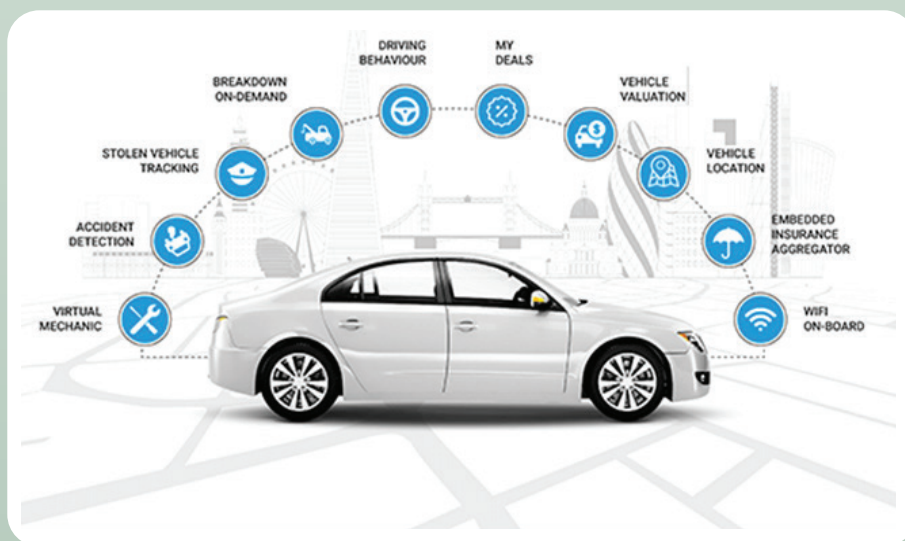 DRIVING
BEHAVIOUR
MY
DEALS
BREAKDOWN
ON-DEMAND
VEHICLE
VALUATION
STOLEN VEHICLE
TRACKING
VEHICLE
LOCATION
ACCIDENT
DETECTION
EMBEDDED
INSURANCE
AGGREGATOR
VIRTUAL
MECHANIC
WIFI
ON-BOARD